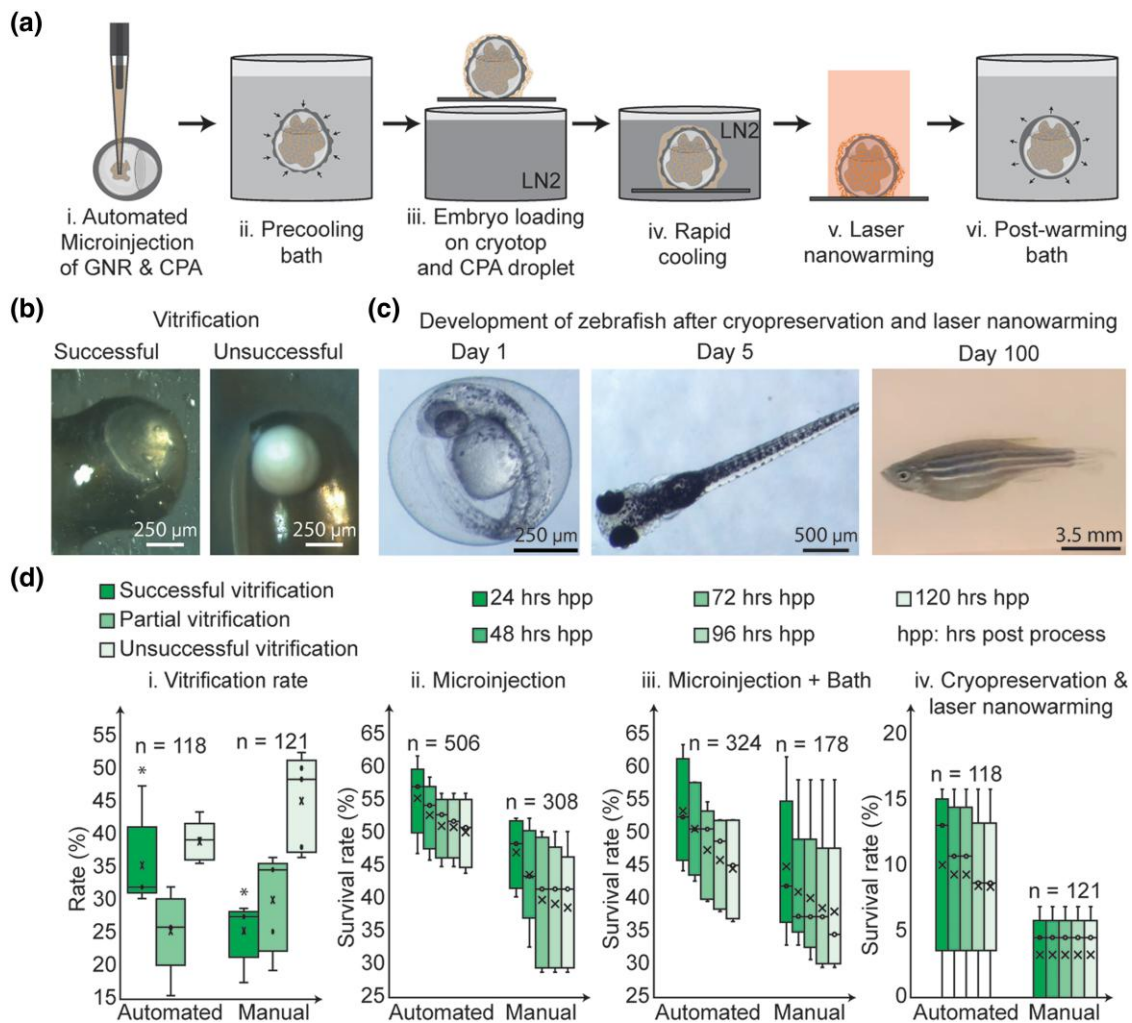 (a)
LN2
LN2
i. Automated
Microinjection
of GNR & CPA
ii. Precooling
bath
iii. Embryo loading
on cryotop
and CPA droplet
iv. Rapid
cooling
v. Laser
nanowarming
vi. Post-warming
bath
(b)
Vitrification
Successful Unsuccessful
250 µm
250 µm
(c)
Development of zebrafish after cryopreservation and laser nanowarming
Day 1
Day 5
Day 100
250 µm
500 µm
3.5 mm
(d)
Successful vitrification
Partial vitrification
Unsuccessful vitrification
24 hrs hpp
48 hrs hpp
72 hrs hpp
96 hrs hpp
120 hrs hpp
hpp: hrs post process
i. Vitrification rate
Rate (%)
55
50
45
40
35
30
25
20
15
n = 118
n = 121
*
*
Automated Manual
ii. Microinjection
Survival rate (%)
65
60
55
50
45
40
35
30
25
n = 506
n = 308
Automated Manual
iii. Microinjection + Bath
Survival rate (%)
65
60
55
50
45
40
35
30
25
n = 324
n = 178
Automated Manual
iv. Cryopreservation &
laser nanowarming
Survival rate (%)
20
15
10
5
0
n = 118
n = 121
Automated Manual